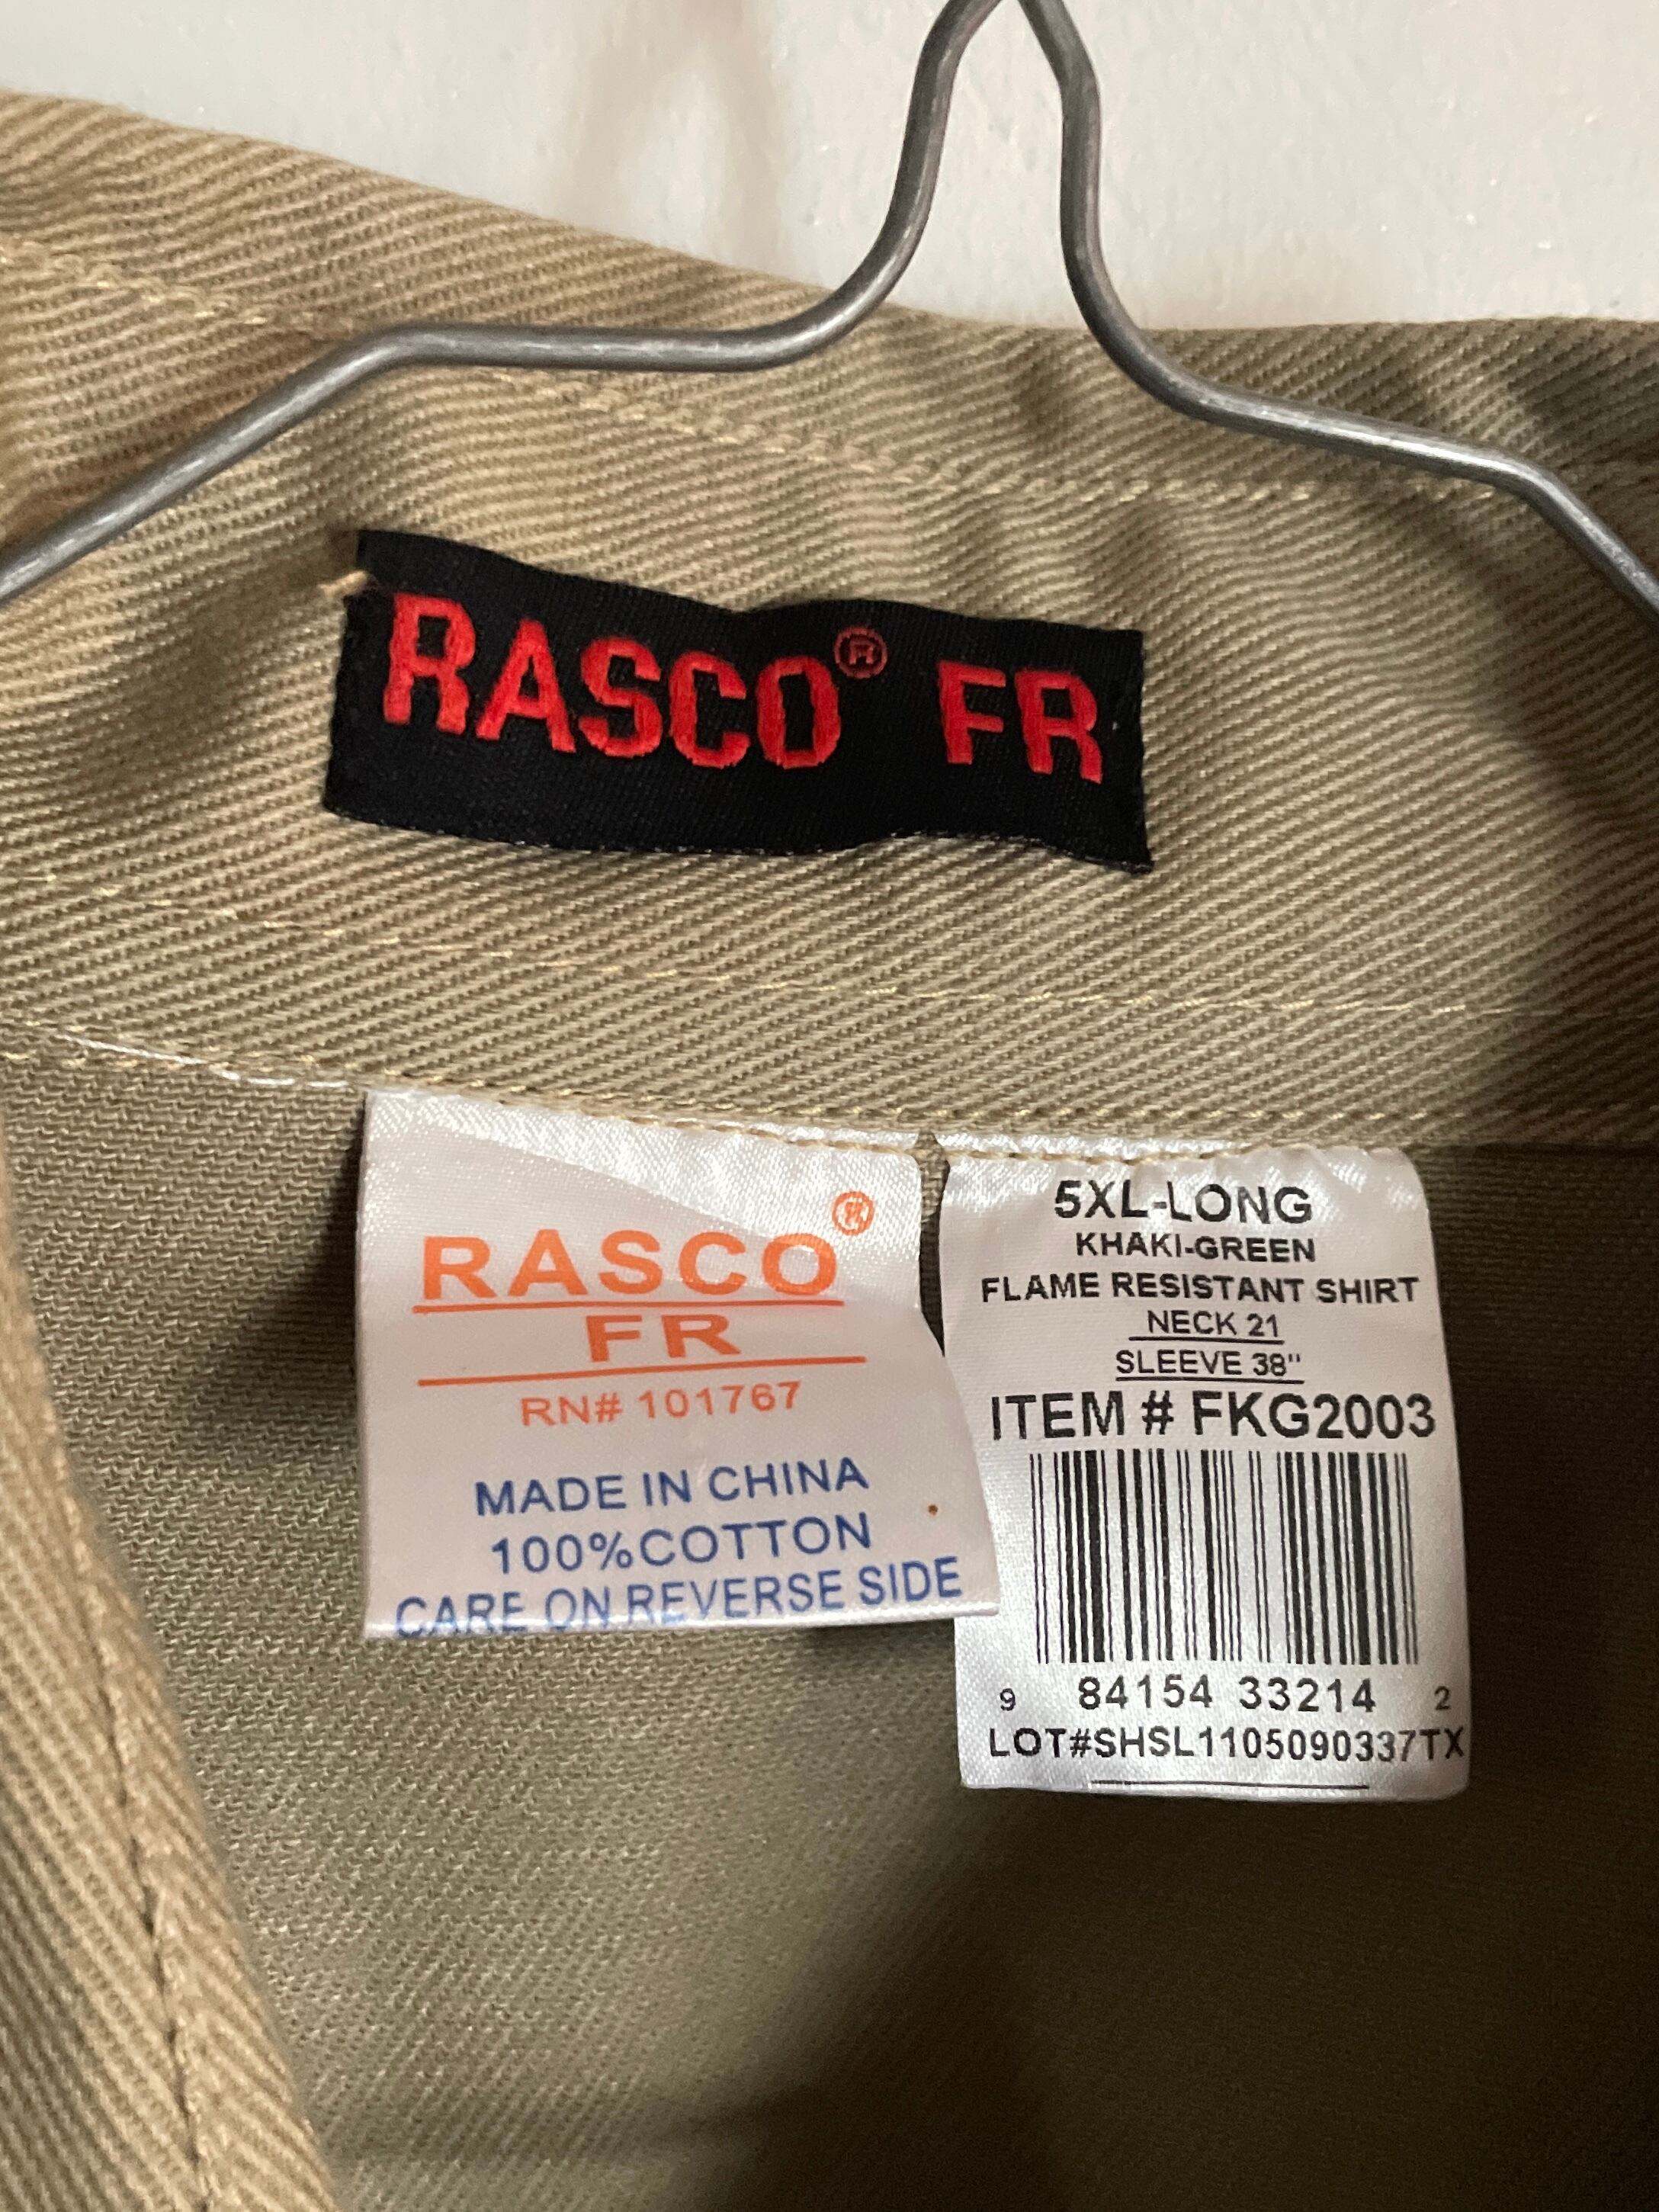 RASCO® FR
RASCO®
FR
RN# 101767
MADE IN CHINA
100%COTTON
CARE ON REVERSE SIDE
5XL-LONG
KHAKI-GREEN
FLAME RESISTANT SHIRT
NECK 21
SLEEVE 38"
ITEM # FKG2003
9 84154 33214 2
LOT#SHSL1105090337TX